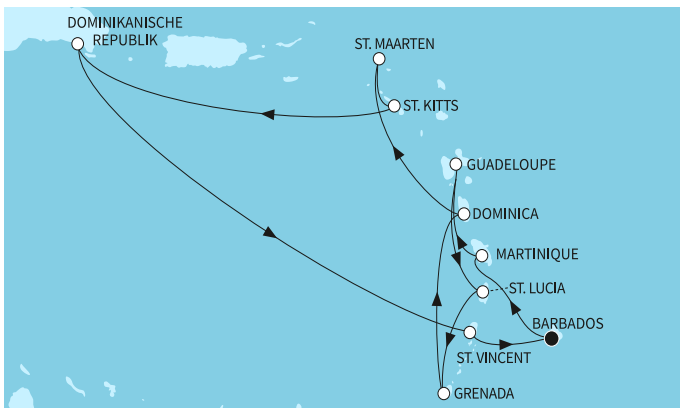 DOMINIKANISCHE
REPUBLIK
ST. MAARTEN
ST. KITTS
GUADELOUPE
DOMINICA
MARTINIQUE
ST. LUCIA
BARBADOS
ST. VINCENT
GRENADA